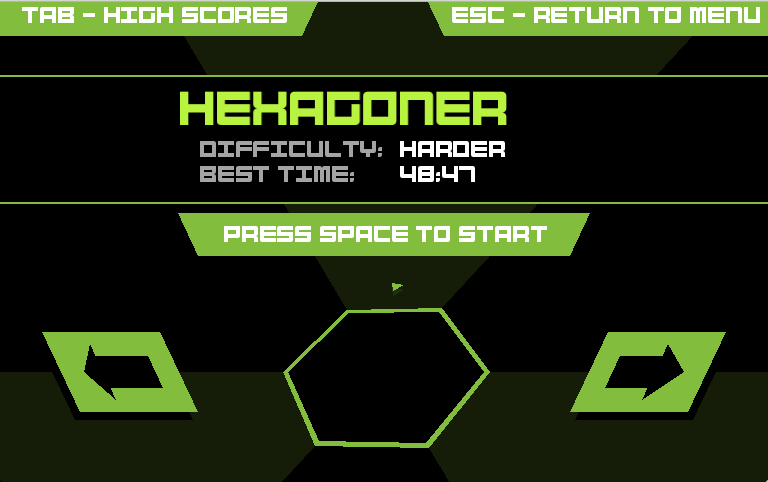 TAB - HIGH SCORES
ESC - RETURN TO MENU
HEXAGONER
DIFFICULTY: HARDER
BEST TIME: 48:47
PRESS SPACE TO START